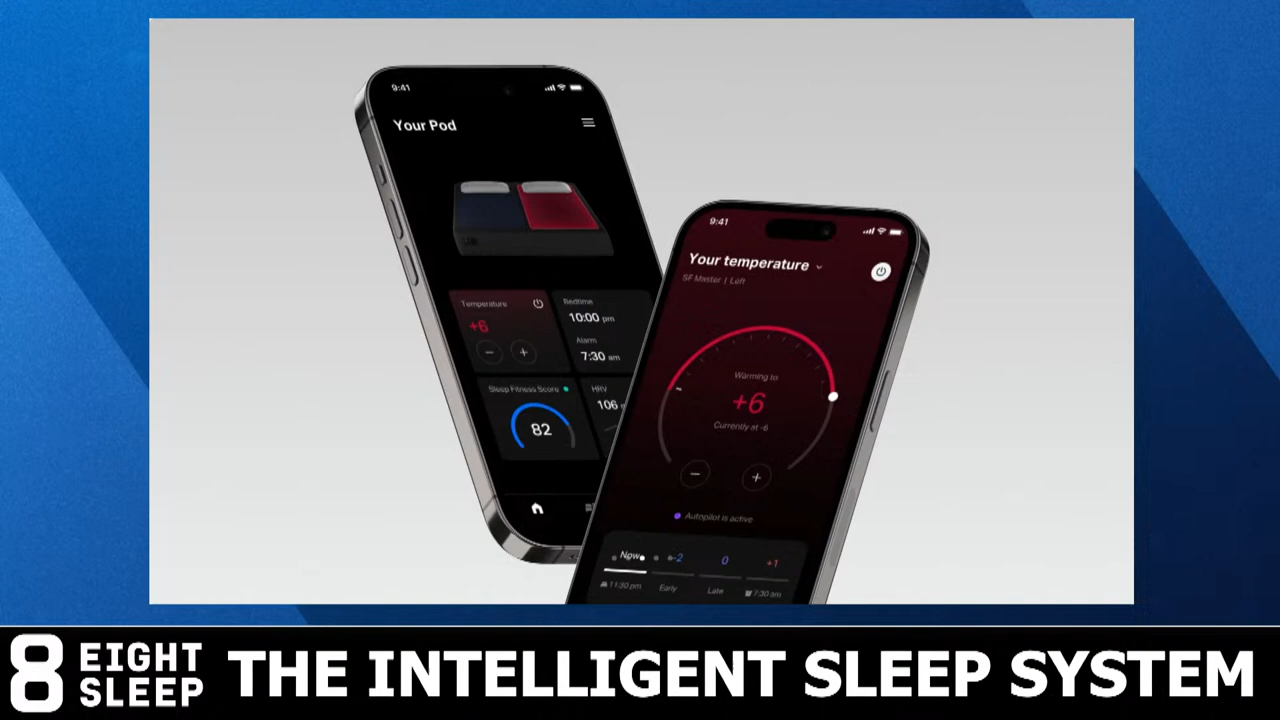 9:41
Your Pod
Temperature
+6
Bedtime
10:00 pm
Alarm
7:30 am
Sleep Fitness Score
82
HRV
106
9:41
Your temperature
SF Master | Left
Warming to
+6
Currently at -6
Autopilot is active
Now
-2
0
+1
11:30 pm
Early
Late
7:30 am
8 EIGHT SLEEP
THE INTELLIGENT SLEEP SYSTEM